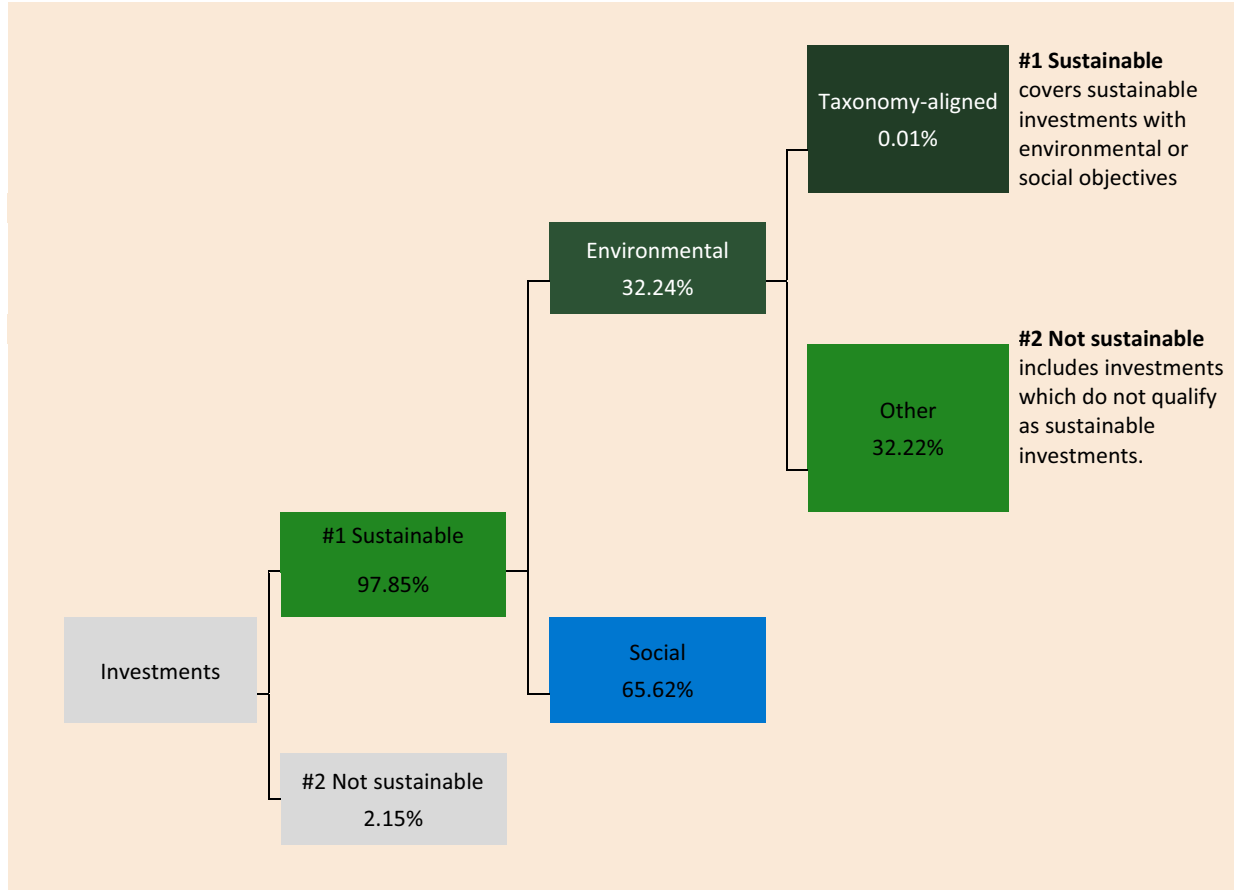 Taxonomy-aligned
0.01%
#1 Sustainable
covers sustainable
investments with
environmental or
social objectives
Environmental
32.24%
Other
32.22%
#2 Not sustainable
includes investments
which do not qualify
as sustainable
investments.
#1 Sustainable
97.85%
Investments
Social
65.62%
#2 Not sustainable
2.15%